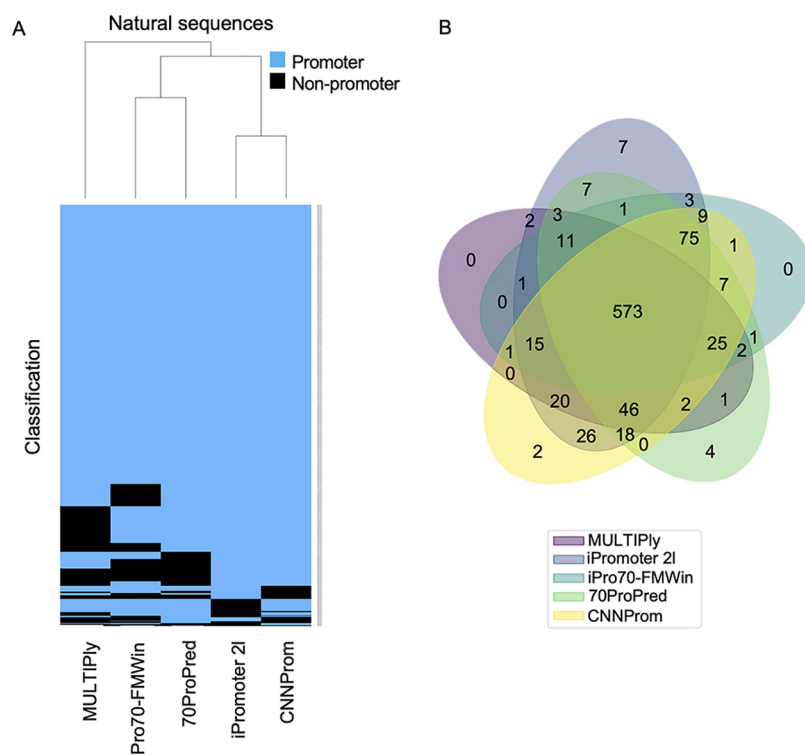 A
Natural sequences
Promoter
Non-promoter
Classification
MULTIPly
Pro70-FMWin
70ProPred
iPromoter 2l
CNNProm
B
7
7
3
2
3
1
9
11
75
1
0
0
1
7
0
573
15
25
1
1
2
0
20
46
2
1
26
18
0
2
4
MULTIPly
iPromoter 2l
iPro70-FMWin
70ProPred
CNNProm